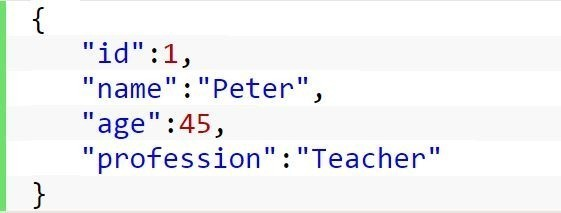 {
"id":1,
"name":"Peter",
"age":45,
"profession":"Teacher"
}